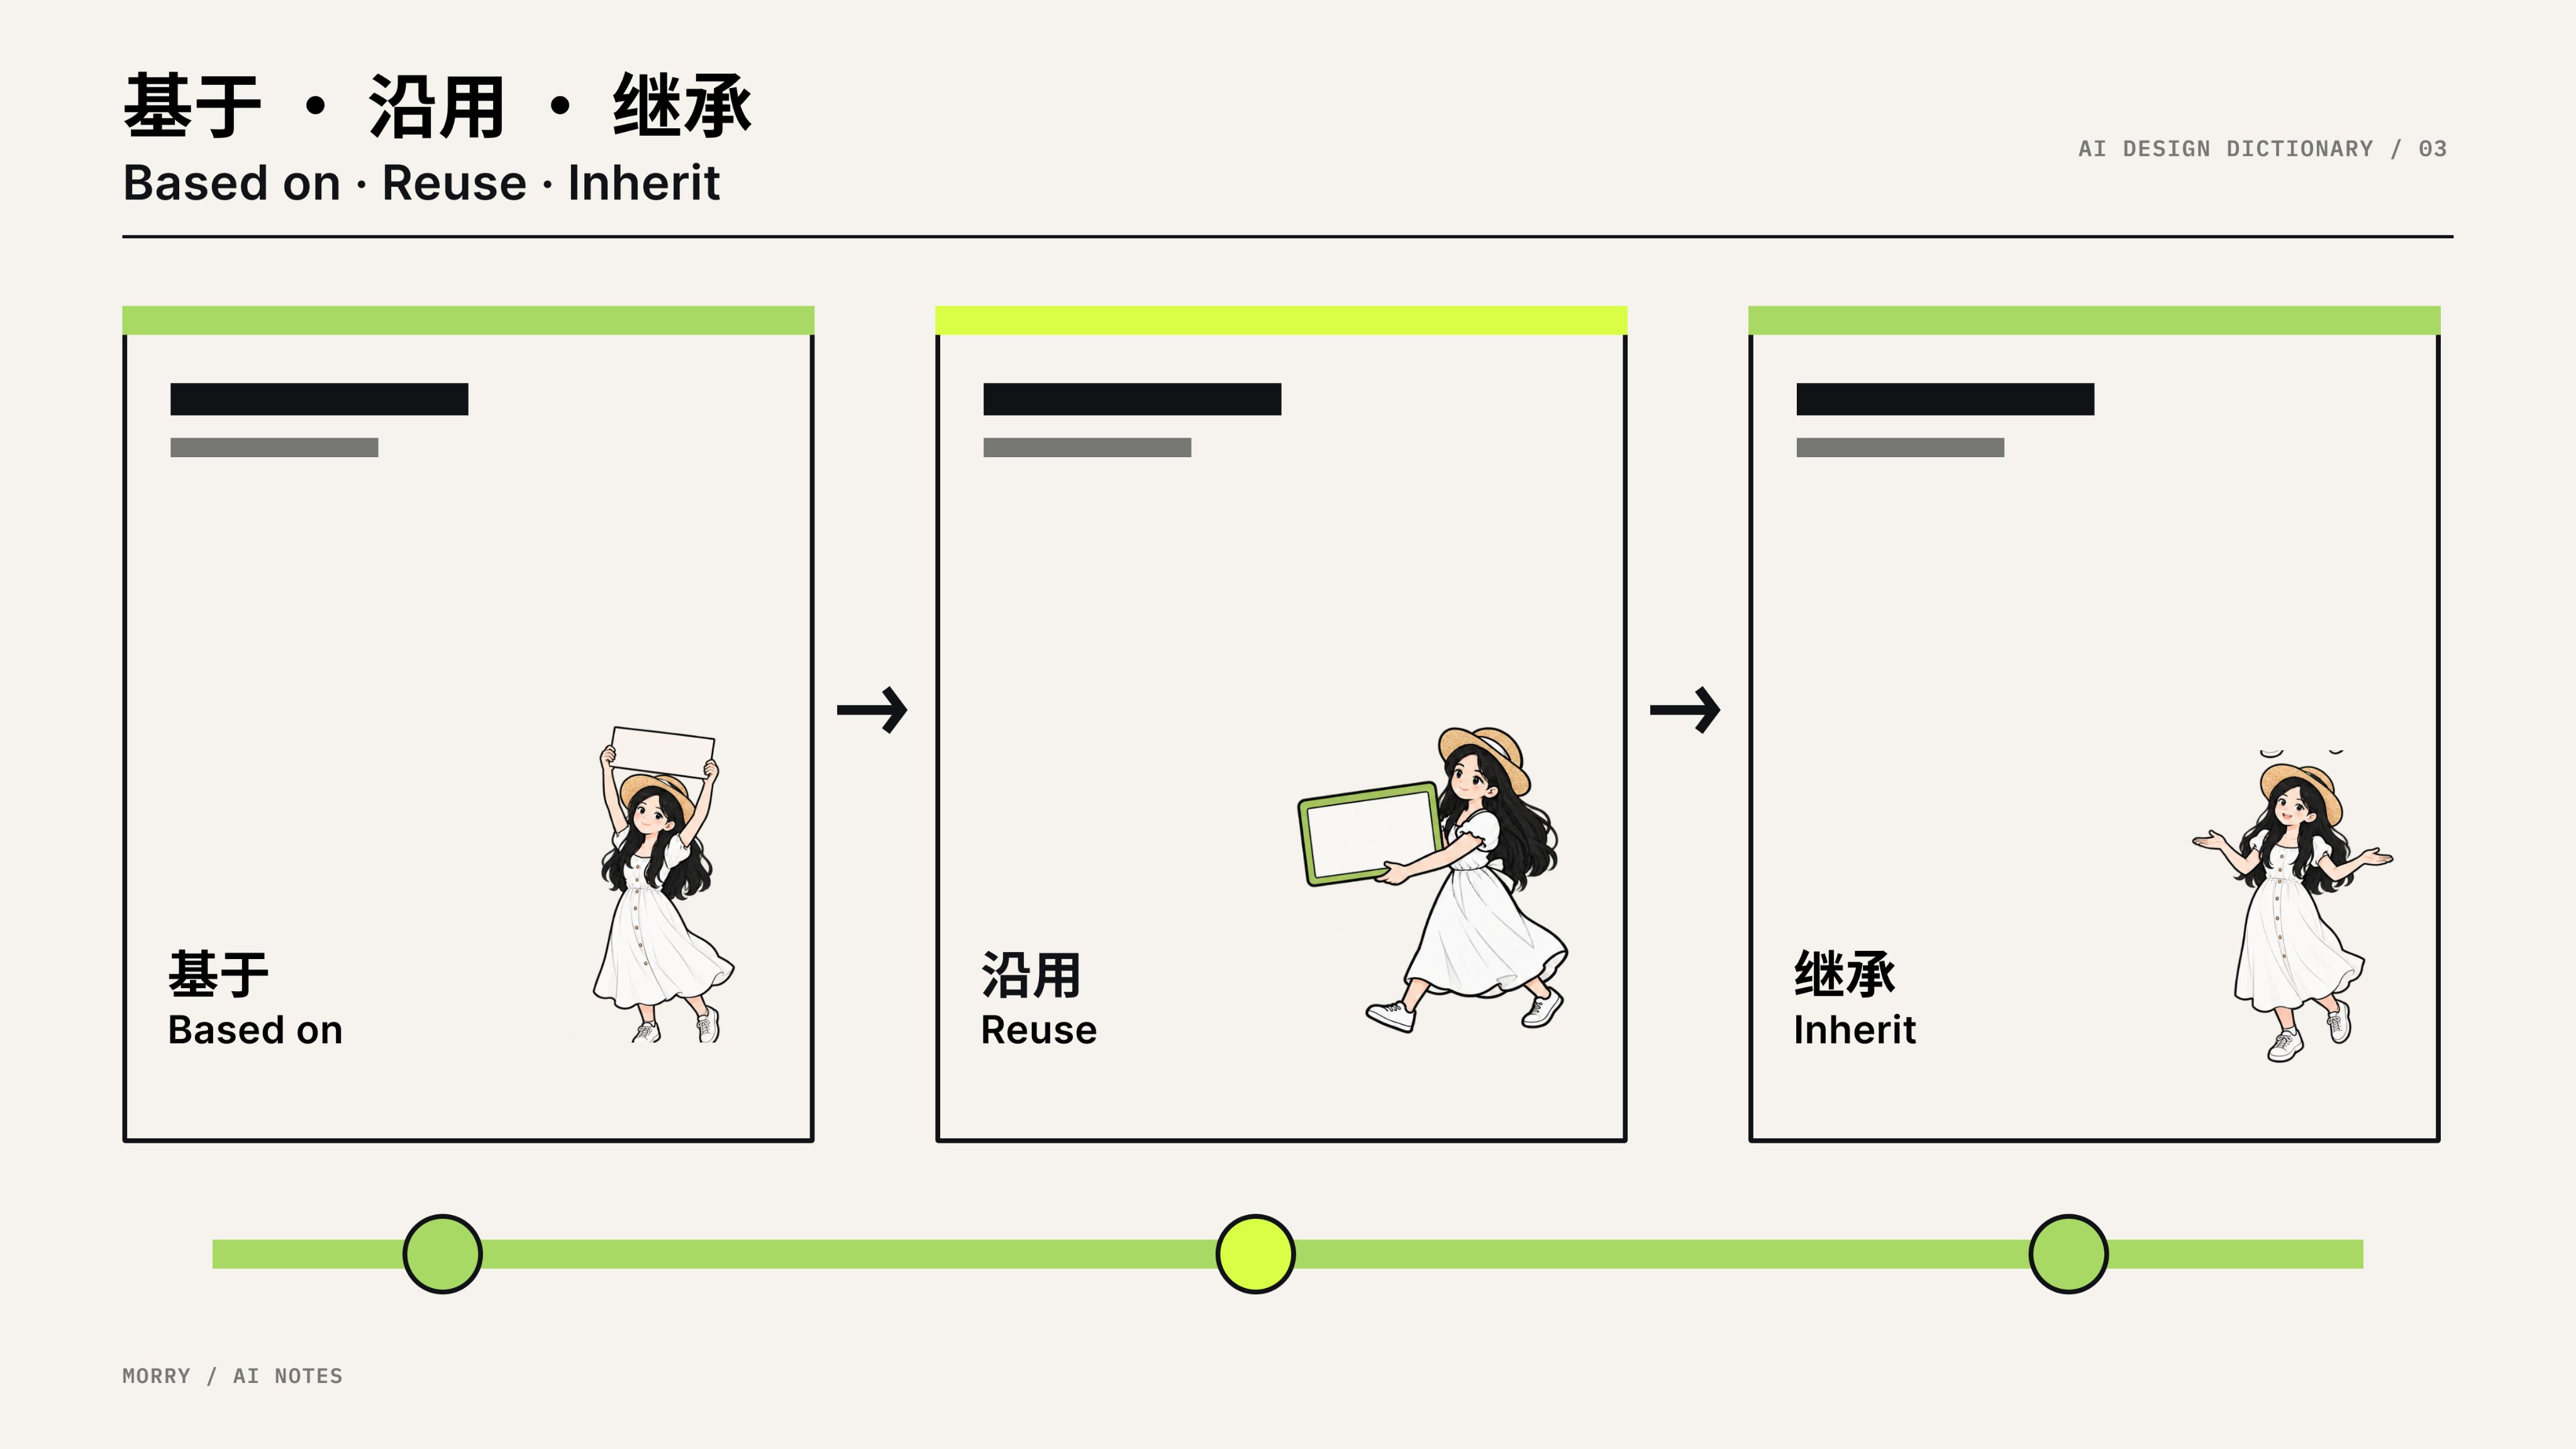 基于 · 沿用 · 继承
Based on · Reuse · Inherit
AI DESIGN DICTIONARY / 03
基于
Based on
沿用
Reuse
继承
Inherit
MORRY / AI NOTES